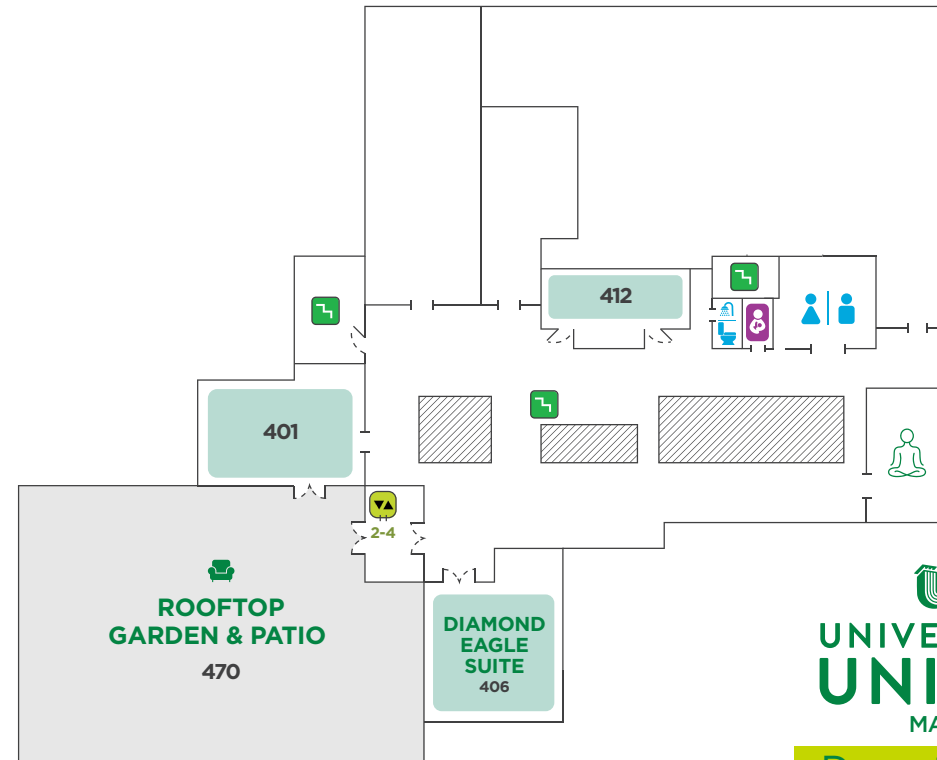 412
401
2-4
ROOFTOP
GARDEN & PATIO
470
DIAMOND
EAGLE
SUITE
406